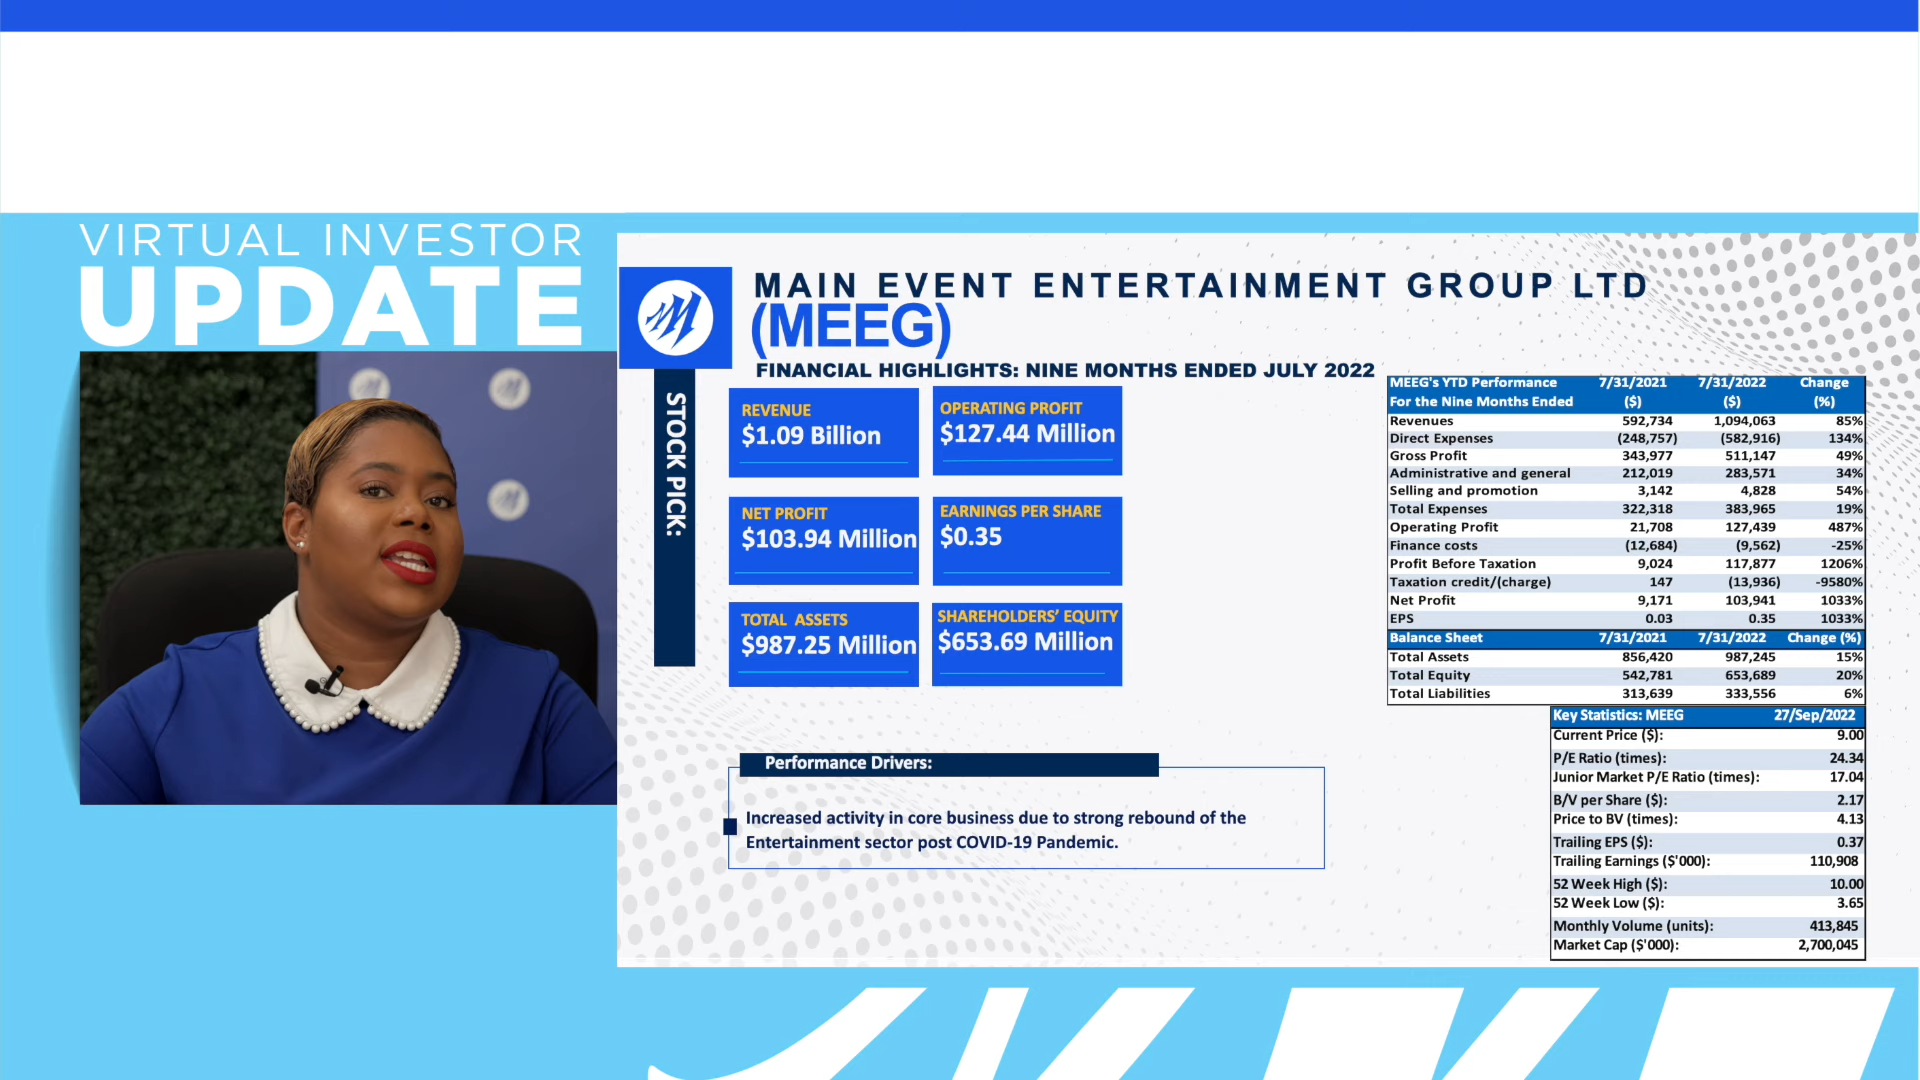 VIRTUAL INVESTOR
UPDATE
MAIN EVENT ENTERTAINMENT GROUP LTD
(MEEG)
FINANCIAL HIGHLIGHTS: NINE MONTHS ENDED JULY 2022
STOCK PICK:
REVENUE
$1.09 Billion
OPERATING PROFIT
$127.44 Million
NET PROFIT
$103.94 Million
EARNINGS PER SHARE
$0.35
TOTAL ASSETS
$987.25 Million
SHAREHOLDERS’ EQUITY
$653.69 Million
Performance Drivers:
Increased activity in core business due to strong rebound of the
Entertainment sector post COVID-19 Pandemic.
MEEG's YTD Performance 7/31/2021 7/31/2022 Change
For the Nine Months Ended ($) ($) (%)
Revenues 592,734 1,094,063 85%
Direct Expenses (248,757) (582,916) 134%
Gross Profit 343,977 511,147 49%
Administrative and general 212,019 283,571 34%
Selling and promotion 3,142 4,828 54%
Total Expenses 322,318 383,965 19%
Operating Profit 21,708 127,439 487%
Finance costs (12,684) (9,562) -25%
Profit Before Taxation 9,024 117,877 1206%
Taxation credit/(charge) 147 (13,936) -9580%
Net Profit 9,171 103,941 1033%
EPS 0.03 0.35 1033%
Balance Sheet 7/31/2021 7/31/2022 Change (%)
Total Assets 856,420 987,245 15%
Total Equity 542,781 653,689 20%
Total Liabilities 313,639 333,556 6%
Key Statistics: MEEG 27/Sep/2022
Current Price ($): 9.00
P/E Ratio (times): 24.34
Junior Market P/E Ratio (times): 17.04
B/V per Share ($): 2.17
Price to BV (times): 4.13
Trailing EPS ($): 0.37
Trailing Earnings ($'000): 110,908
52 Week High ($): 10.00
52 Week Low ($): 3.65
Monthly Volume (units): 413,845
Market Cap ($'000): 2,700,045